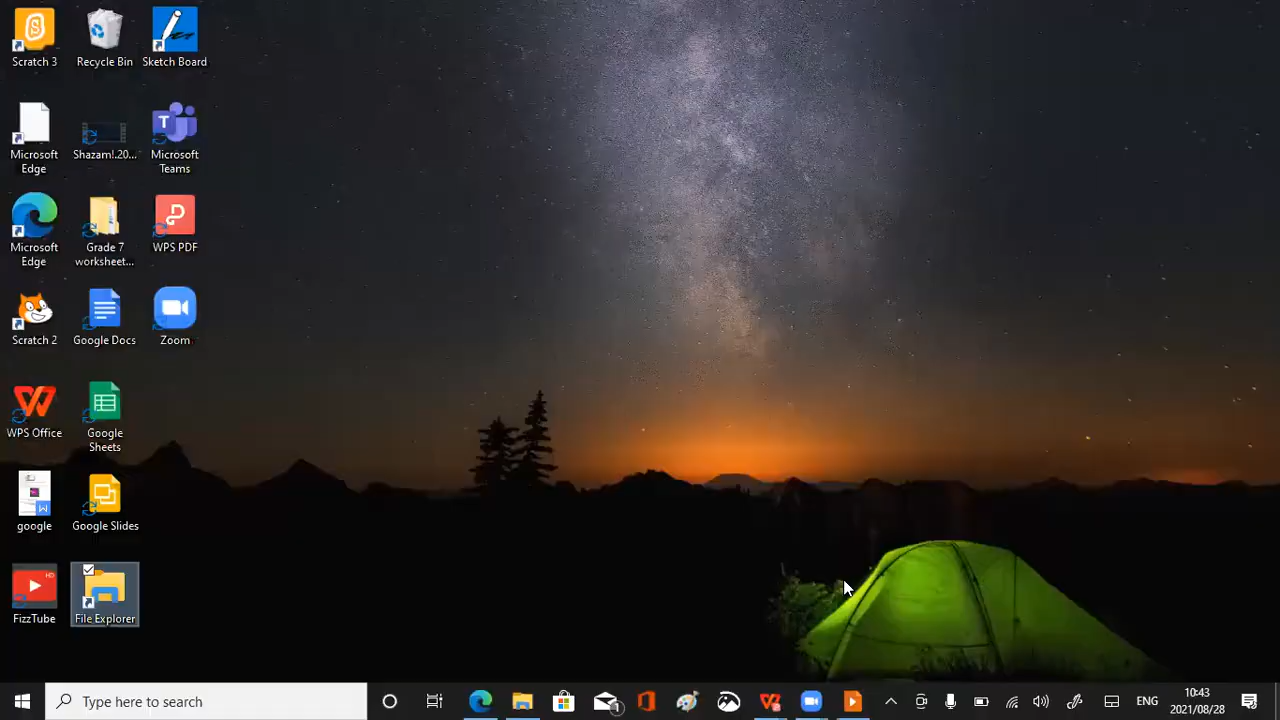 Scratch 3
Recycle Bin
Sketch Board
Microsoft
Edge
Shazam!.20...
Microsoft
Teams
Microsoft
Edge
Grade 7
worksheet...
WPS PDF
Scratch 2
Google Docs
Zoom
WPS Office
Google
Sheets
google
Google Slides
HD
FizzTube
File Explorer
Type here to search
1
ENG
2021/08/28